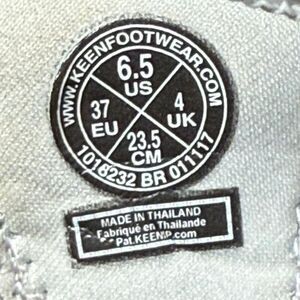 WWW.KEENFOOTWEAR.COM
6.5
US
37
EU
4
UK
23.5
CM
1018232 BR 011117
MADE IN THAILAND
Fabriqué en Thaïlande
Pat.KEENP.com